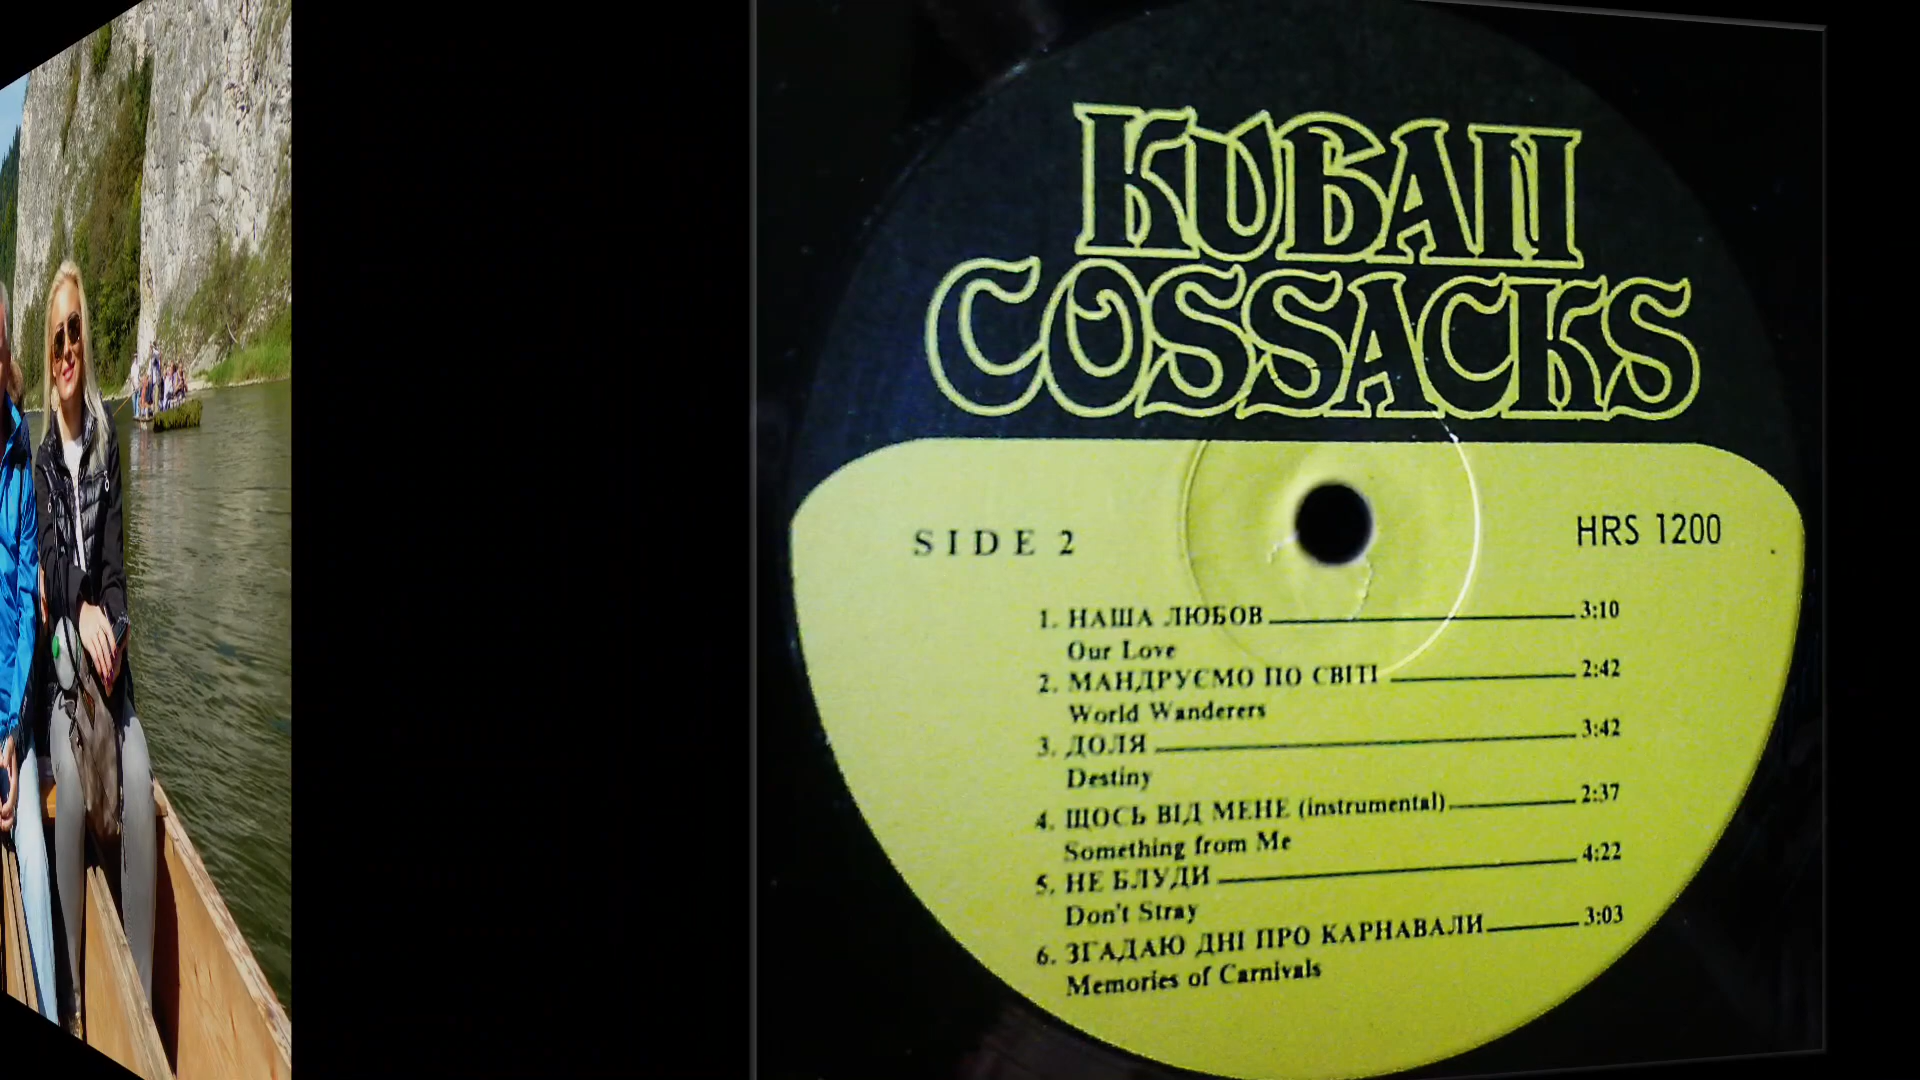 KUBAN
COSSACKS
SIDE 2
HRS 1200
1. НАША ЛЮБОВ 3:10
Our Love
2. МАНДРУЄМО ПО СВІТІ 2:42
World Wanderers
3. ДОЛЯ 3:42
Destiny
4. ЩОСЬ ВІД МЕНЕ (instrumental) 2:37
Something from Me
5. НЕ БЛУДИ 4:22
Don't Stray
6. ЗГАДАЮ ДНІ ПРО КАРНАВАЛИ 3:03
Memories of Carnivals